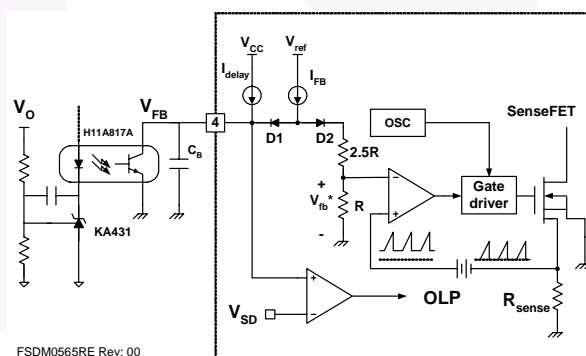 V_CC V_ref
I_delay I_FB
V_O V_FB H11A817A
4 D1 D2
OSC SenseFET
C_B 2.5R
+ V_fb* - R
- +
Gate driver
KA431
V_SD + -
OLP R_sense
FSDM0565RE Rev: 00